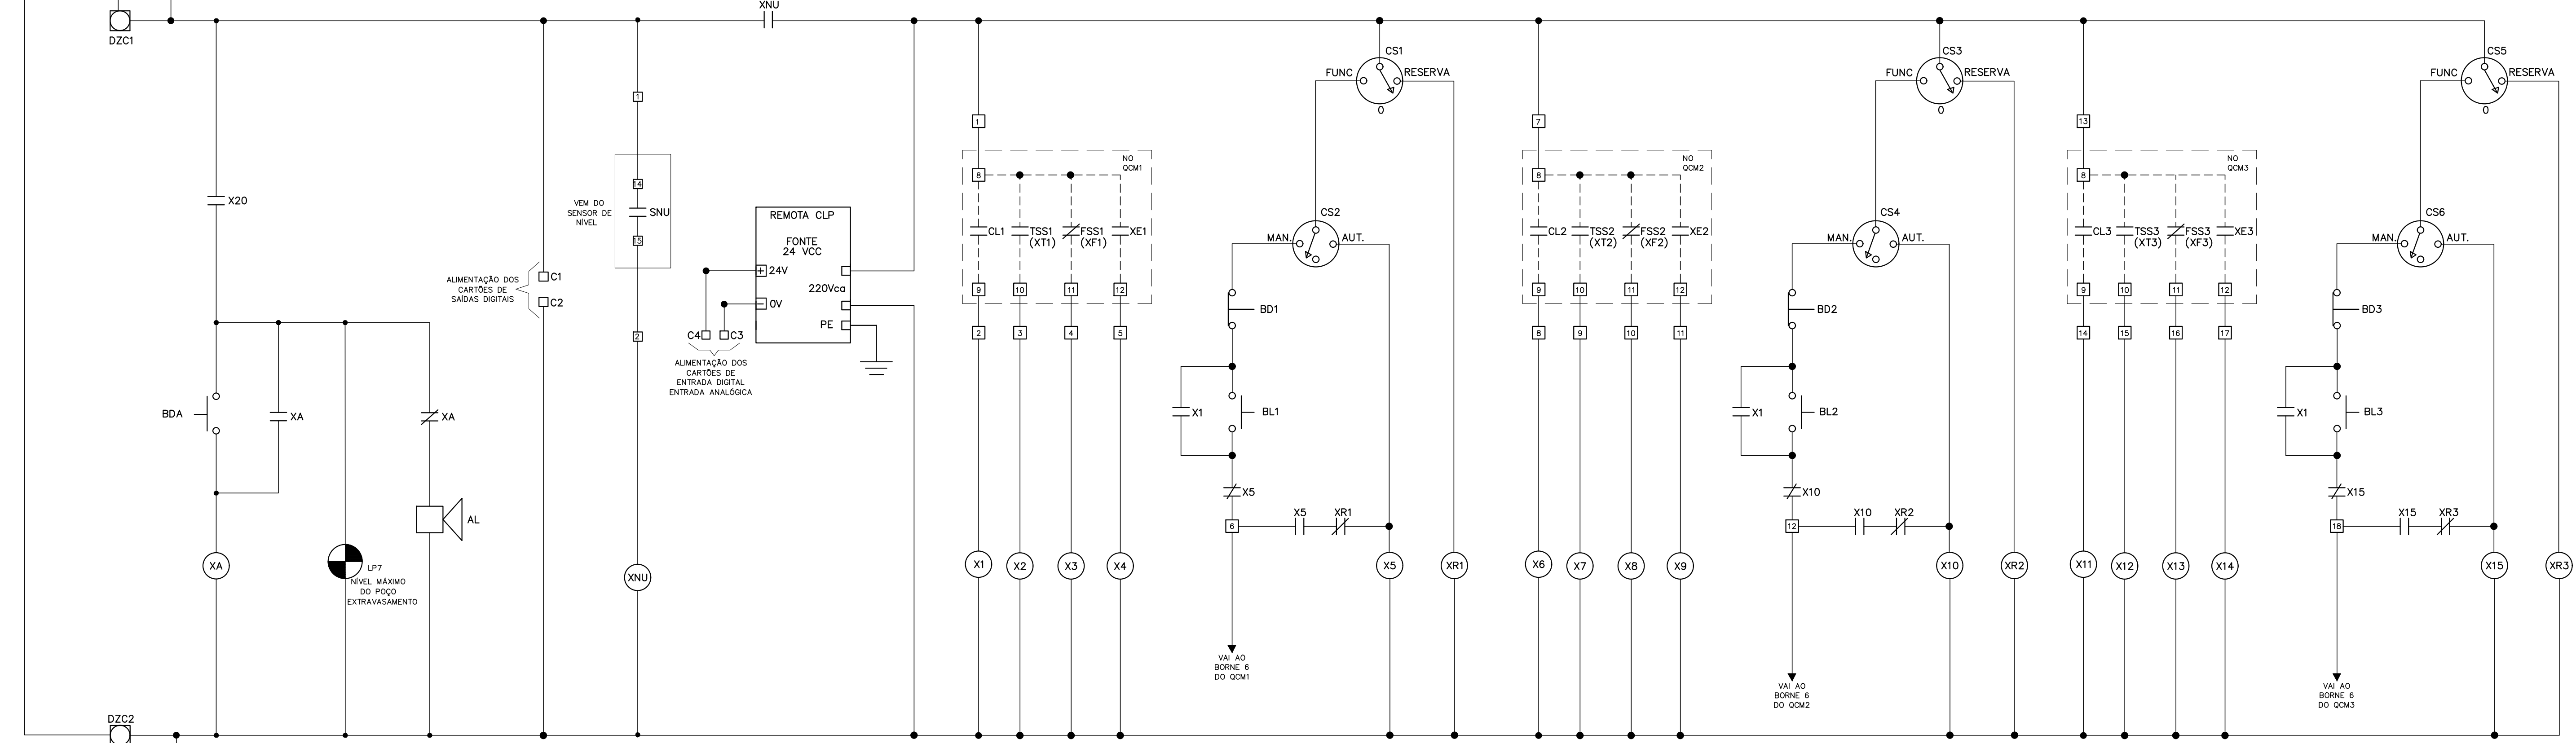 XNU
DZC1
X20
BDA
XA
XA
XA
LP7
NÍVEL MÁXIMO
DO POÇO
EXTRAVASAMENTO
AL
ALIMENTAÇÃO DOS
CARTÕES DE
SAÍDAS DIGITAIS
C1
C2
1
VEM DO
SENSOR DE
NÍVEL
14
SNU
15
2
XNU
REMOTA CLP
FONTE
24 VCC
+ 24V
220Vca
- 0V
PE
C4
C3
ALIMENTAÇÃO DOS
CARTÕES DE
ENTRADA DIGITAL
ENTRADA ANALÓGICA
1
NO
QCM1
8
CL1
TSS1
(XT1)
FSS1
(XF1)
XE1
9
10
11
12
2
3
4
5
X1
X2
X3
X4
CS1
FUNC
RESERVA
0
CS2
MAN.
AUT.
BD1
X1
BL1
X5
6
X5
XR1
X5
XR1
VAI AO
BORNE 6
DO QCM1
7
NO
QCM2
8
CL2
TSS2
(XT2)
FSS2
(XF2)
XE2
9
10
11
12
8
9
10
11
X6
X7
X8
X9
CS3
FUNC
RESERVA
0
CS4
MAN.
AUT.
BD2
X1
BL2
X10
12
X10
XR2
X10
XR2
VAI AO
BORNE 6
DO QCM2
13
NO
QCM3
8
CL3
TSS3
(XT3)
FSS3
(XF3)
XE3
9
10
11
12
14
15
16
17
X11
X12
X13
X14
CS5
FUNC
RESERVA
0
CS6
MAN.
AUT.
BD3
X1
BL3
X15
18
X15
XR3
X15
XR3
VAI AO
BORNE 6
DO QCM3
DZC2